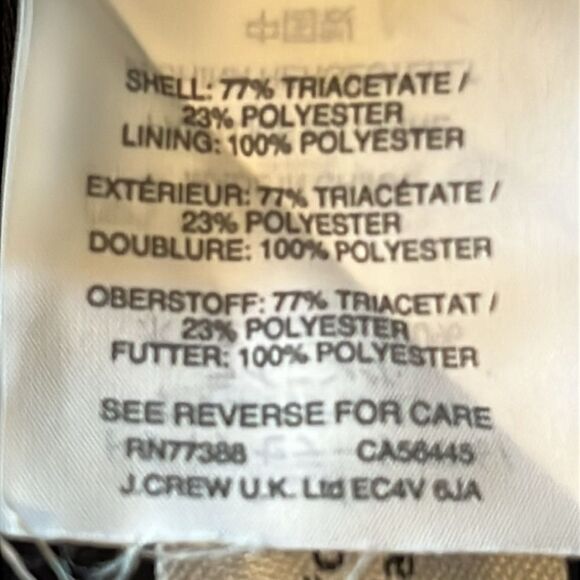 SHELL: 77% TRIACETATE /
23% POLYESTER
LINING: 100% POLYESTER
EXTÉRIEUR: 77% TRIACÉTATE /
23% POLYESTER
DOUBLURE: 100% POLYESTER
OBERSTOFF: 77% TRIACETAT /
23% POLYESTER
FUTTER: 100% POLYESTER
SEE REVERSE FOR CARE
RN77388 CA56445
J.CREW U.K. Ltd EC4V 6JA